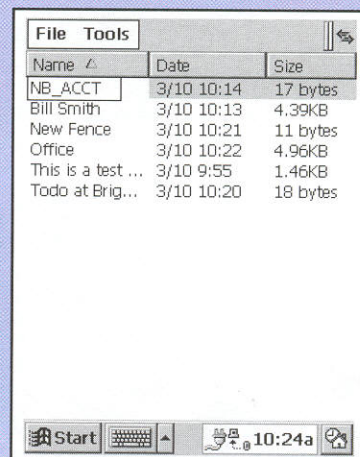 File Tools
Name Date Size
NB_ACCT 3/10 10:14 17 bytes
Bill Smith 3/10 10:13 4.39KB
New Fence 3/10 10:21 11 bytes
Office 3/10 10:22 4.96KB
This is a test ... 3/10 9:55 1.46KB
Todo at Brig... 3/10 10:20 18 bytes
Start 10:24a